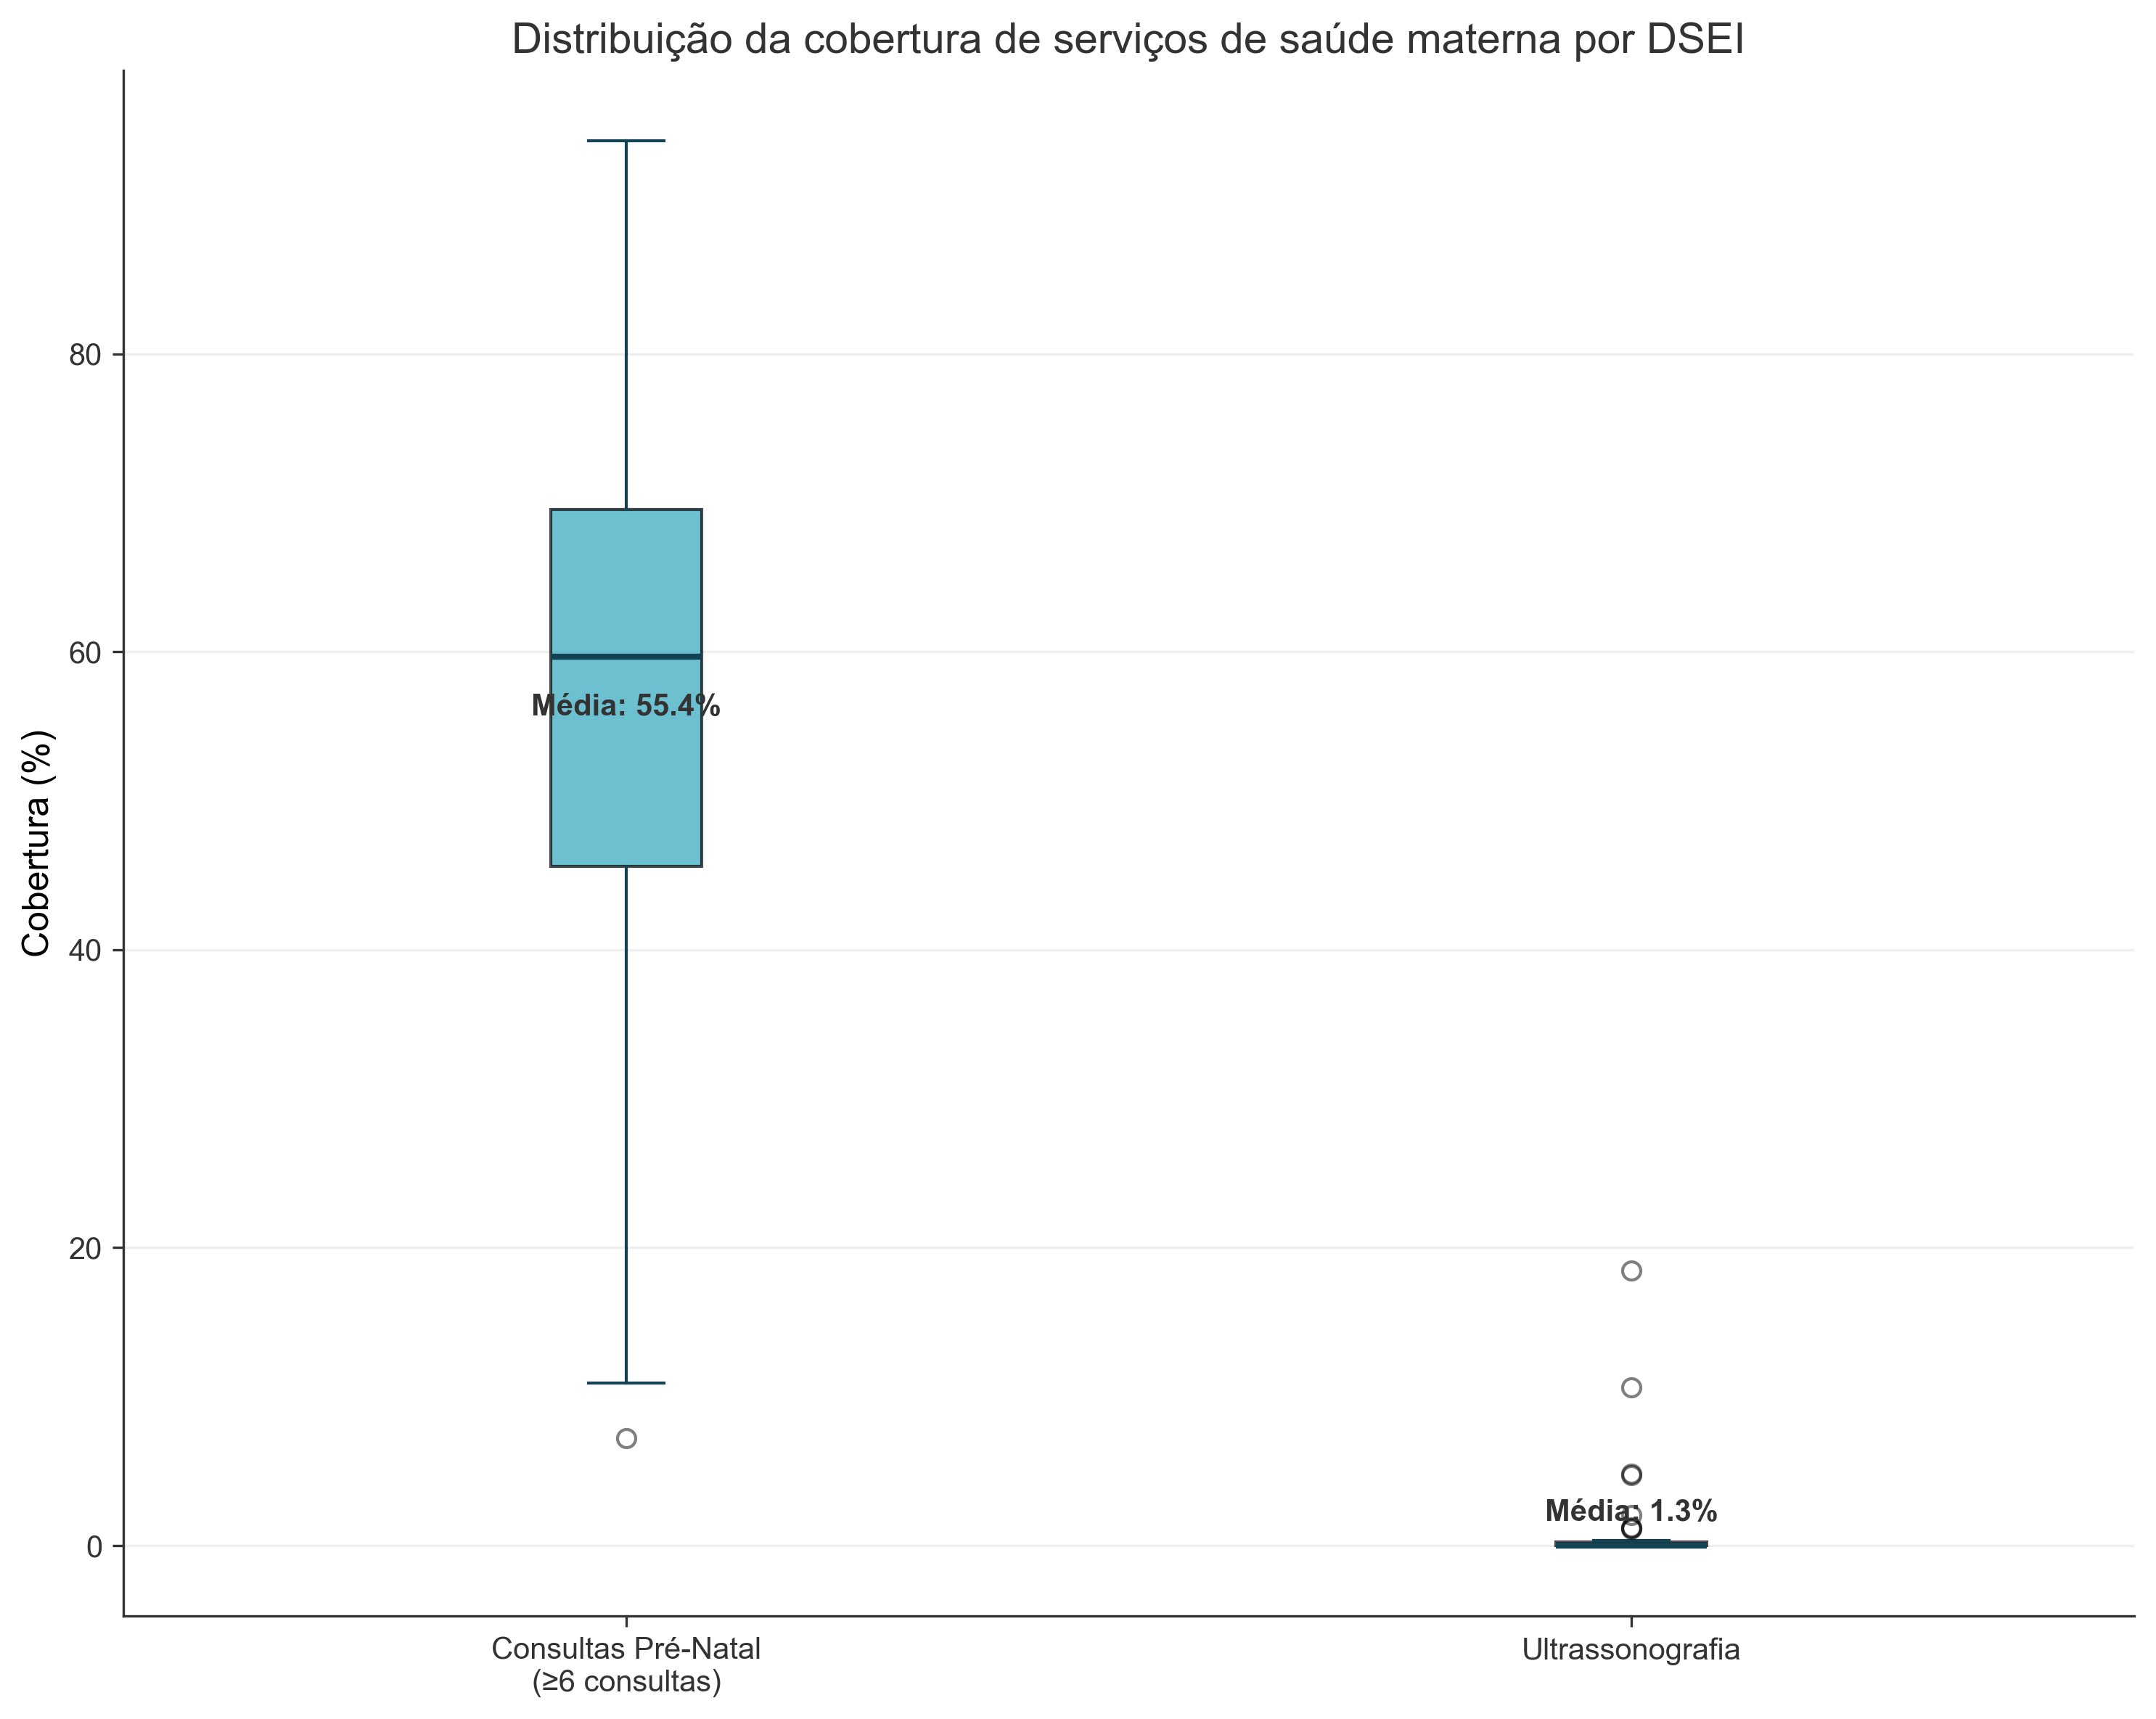 Distribuição da cobertura de serviços de saúde materna por DSEI
Cobertura (%)
80
60
40
20
0
Média: 55.4%
Média: 1.3%
Consultas Pré-Natal
(≥6 consultas)
Ultrassonografia